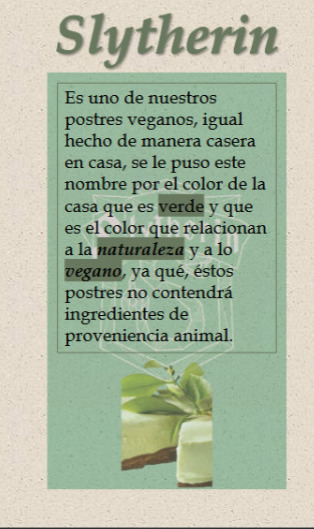 Slytherin
Es uno de nuestros
postres veganos, igual
hecho de manera casera
en casa, se le puso este
nombre por el color de la
casa que es verde y que
es el color que relacionan
a la naturaleza y a lo
vegano, ya qué, éstos
postres no contendrá
ingredientes de
proveniencia animal.